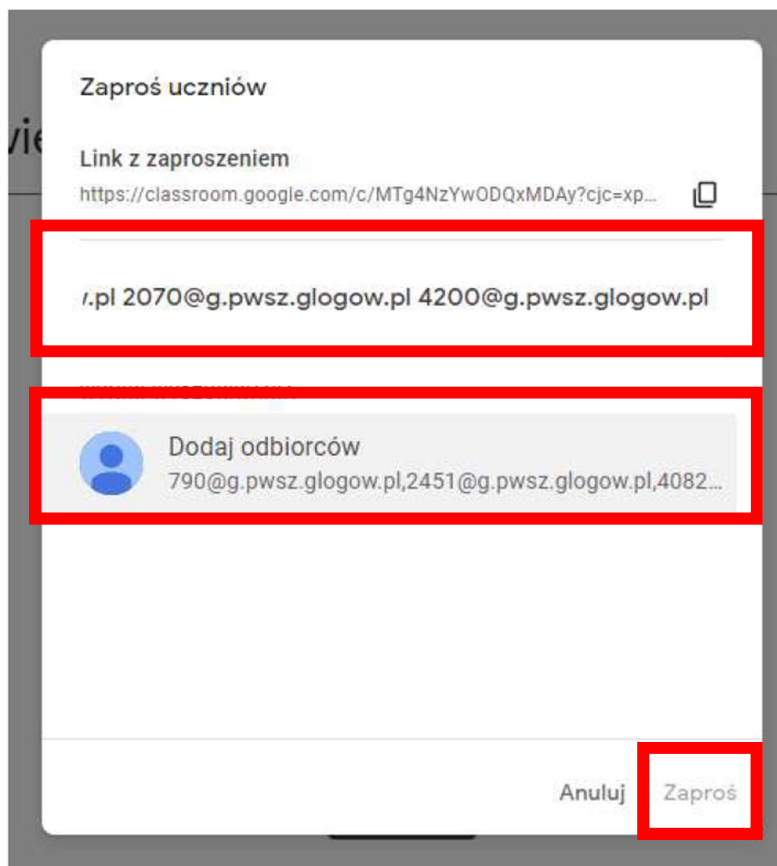 Zaproś uczniów
Link z zaproszeniem
https://classroom.google.com/c/MTg4NzYwODQxMDAy?cjc=xp...
v.pl 2070@g.pwsz.glogow.pl 4200@g.pwsz.glogow.pl
Dodaj odbiorców
790@g.pwsz.glogow.pl,2451@g.pwsz.glogow.pl,4082...
Anuluj Zaproś